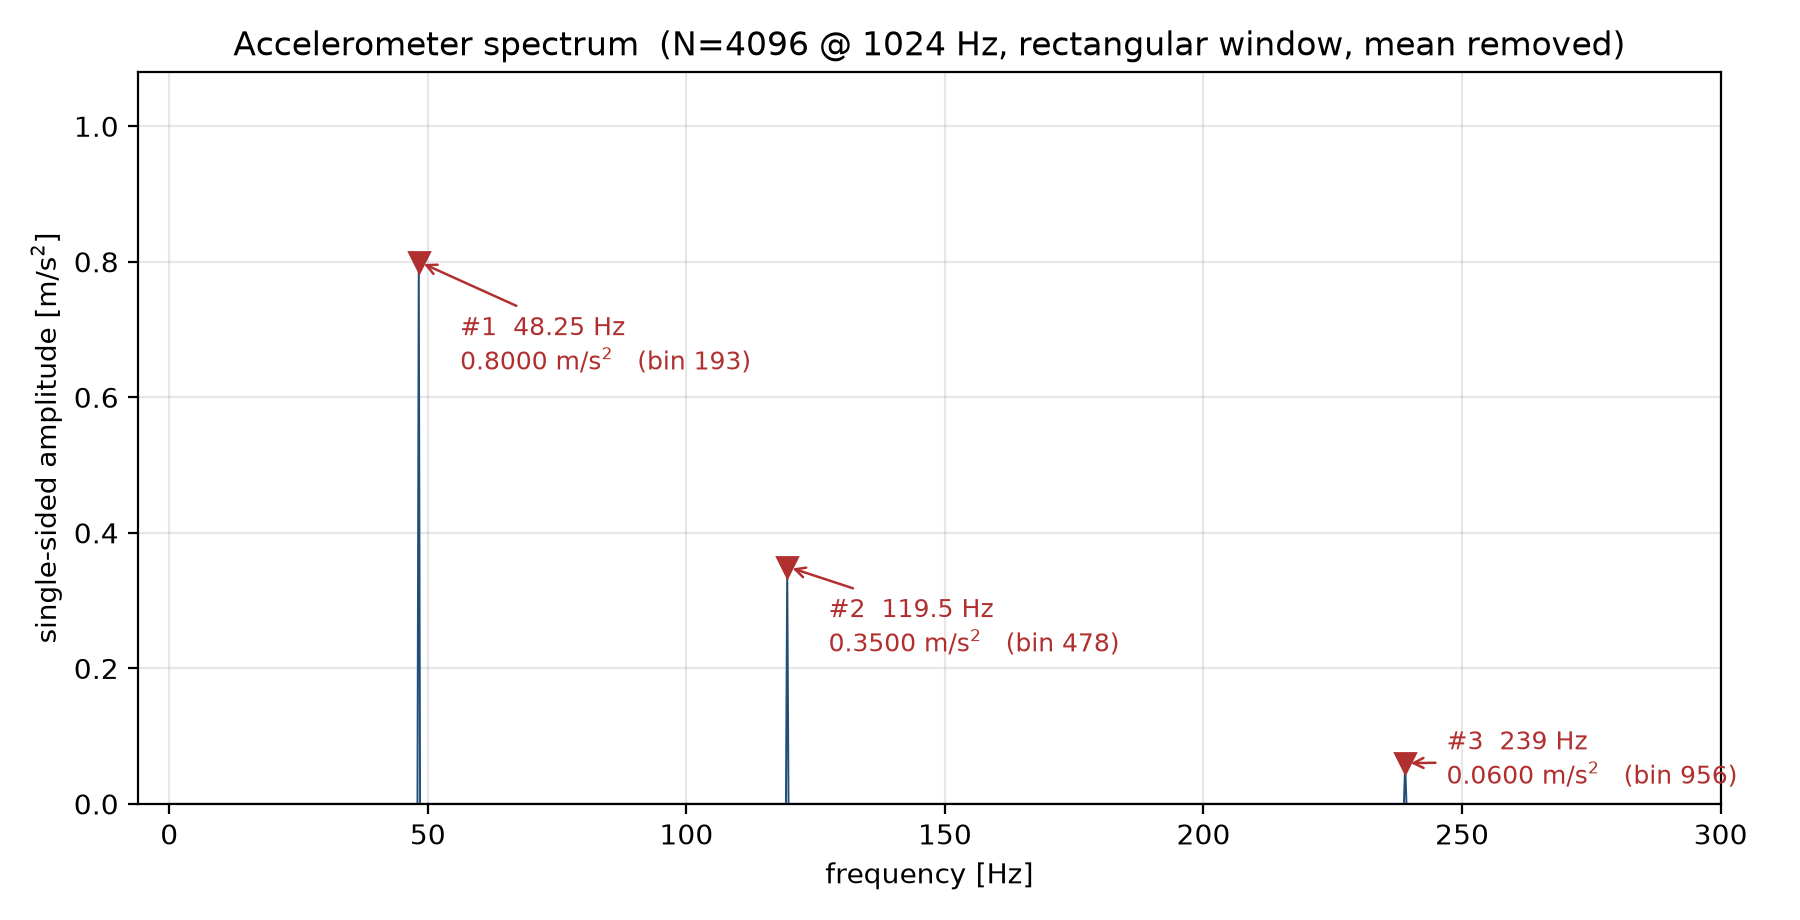 Accelerometer spectrum (N=4096 @ 1024 Hz, rectangular window, mean removed)
single-sided amplitude [m/s²]
1.0
0.8
0.6
0.4
0.2
0.0
#1 48.25 Hz
0.8000 m/s² (bin 193)
#2 119.5 Hz
0.3500 m/s² (bin 478)
#3 239 Hz
0.0600 m/s² (bin 956)
0 50 100 150 200 250 300
frequency [Hz]